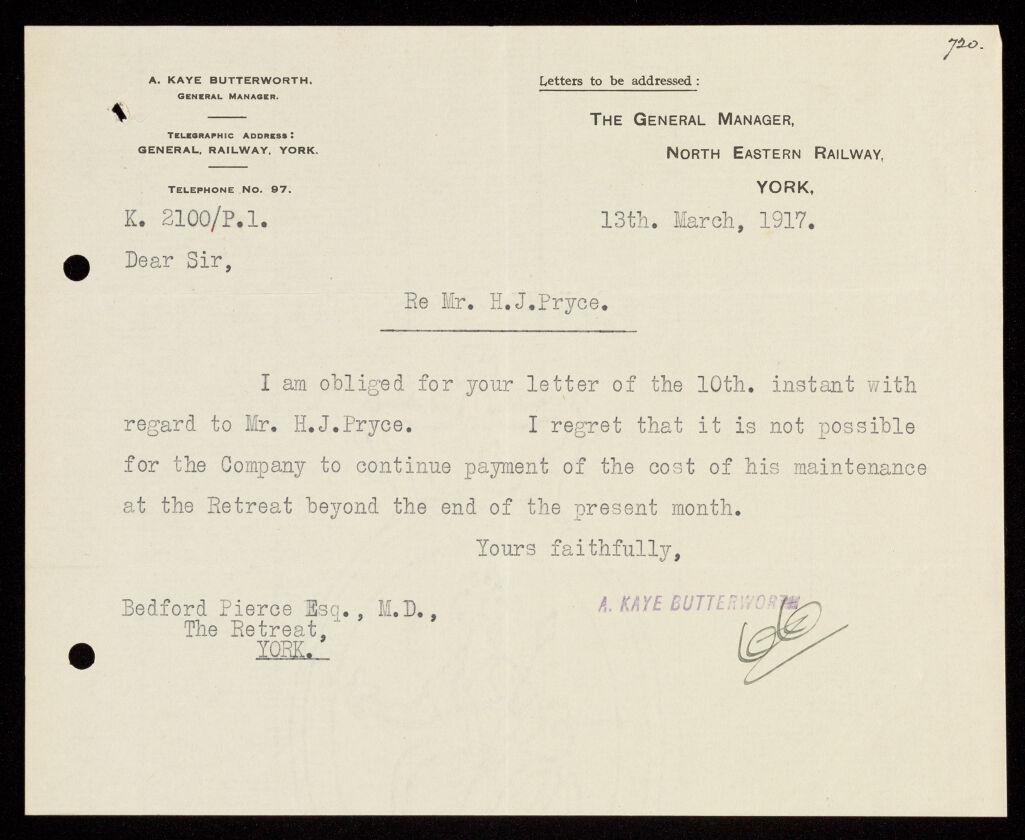 720.
A. KAYE BUTTERWORTH.
GENERAL MANAGER.
TELEGRAPHIC ADDRESS:
GENERAL, RAILWAY, YORK.
TELEPHONE NO. 97.
Letters to be addressed:
THE GENERAL MANAGER,
NORTH EASTERN RAILWAY,
YORK,
K. 2100/P.1.
13th. March, 1917.
Dear Sir,
Re Mr. H.J.Pryce.
I am obliged for your letter of the 10th. instant with
regard to Mr. H.J.Pryce. I regret that it is not possible
for the Company to continue payment of the cost of his maintenance
at the Retreat beyond the end of the present month.
Yours faithfully,
A. KAYE BUTTERWORTH
Bedford Pierce Esq., M.D.,
The Retreat,
YORK.